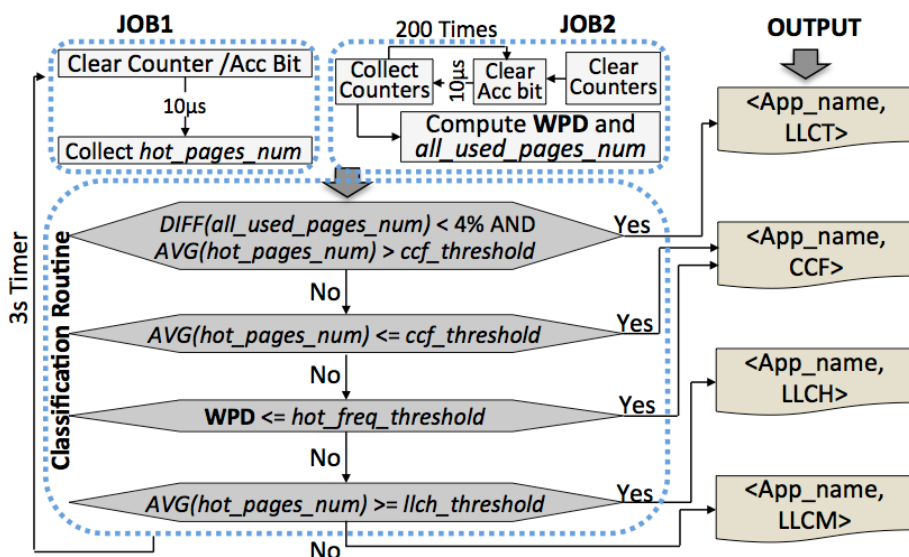 JOB1
Clear Counter /Acc Bit
10μs
Collect hot_pages_num
200 Times
JOB2
Collect
Counters
10μs
Clear
Acc bit
Clear
Counters
Compute WPD and
all_used_pages_num
OUTPUT
<App_name,
LLCT>
<App_name,
CCF>
<App_name,
LLCH>
<App_name,
LLCM>
3s Timer
Classification Routine
DIFF(all_used_pages_num) < 4% AND
AVG(hot_pages_num) > ccf_threshold
Yes
No
AVG(hot_pages_num) <= ccf_threshold
Yes
No
WPD <= hot_freq_threshold
Yes
No
AVG(hot_pages_num) >= llch_threshold
Yes
No